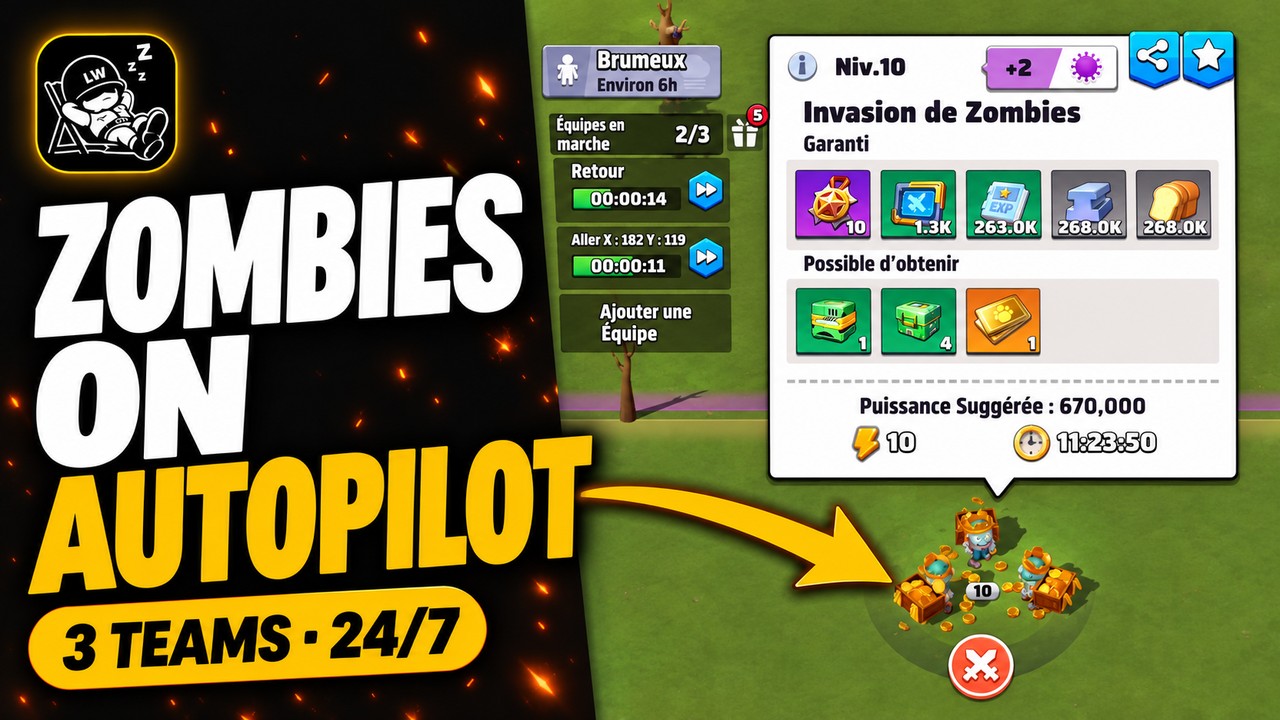 LW
z z z
ZOMBIES
ON
AUTOPILOT
3 TEAMS · 24/7
Brumeux
Environ 6h
Équipes en
marche
2/3
5
Retour
00:00:14
Aller X : 182 Y : 119
00:00:11
Ajouter une
Équipe
i
Niv.10
+2
Invasion de Zombies
Garanti
10
1.3K
EXP
263.0K
268.0K
268.0K
Possible d'obtenir
1
4
1
Puissance Suggérée : 670,000
10
11:23:50
10